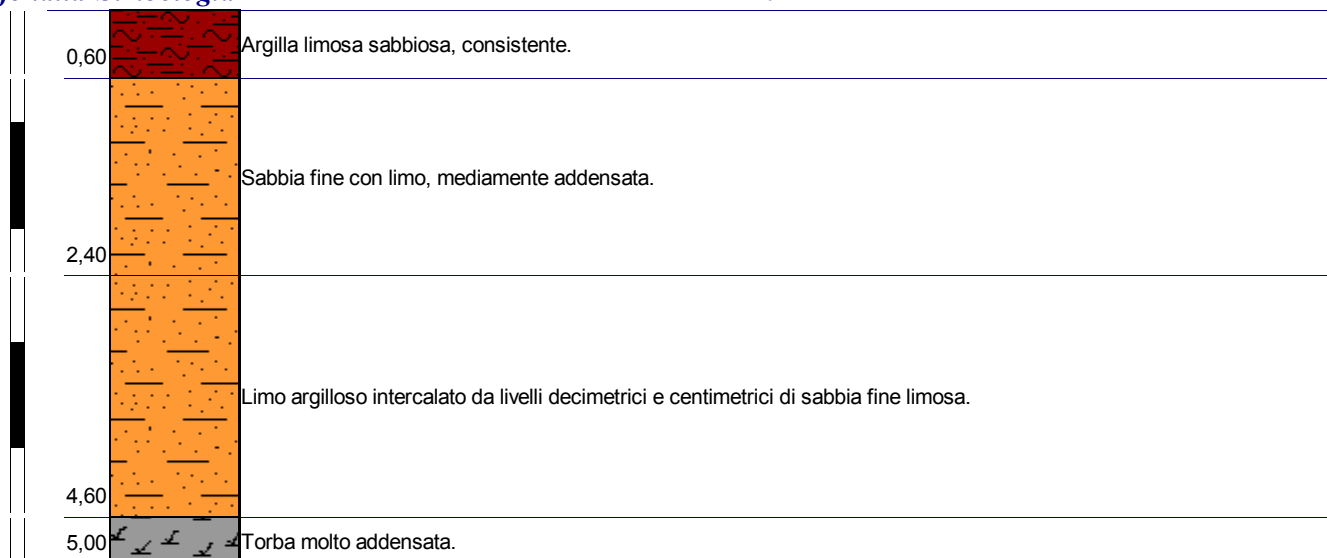 0,60 Argilla limosa sabbiosa, consistente.
Sabbia fine con limo, mediamente addensata.
2,40
Limo argilloso intercalato da livelli decimetrici e centimetrici di sabbia fine limosa.
4,60
5,00 Torba molto addensata.